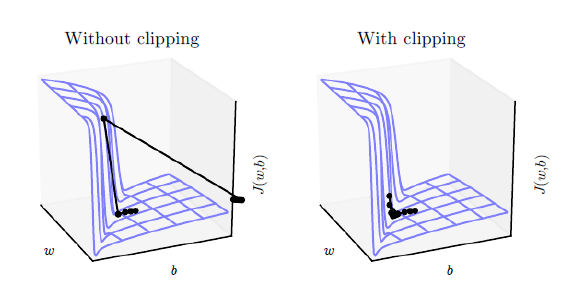 Without clipping
With clipping
J(w,b)
J(w,b)
w
w
b
b